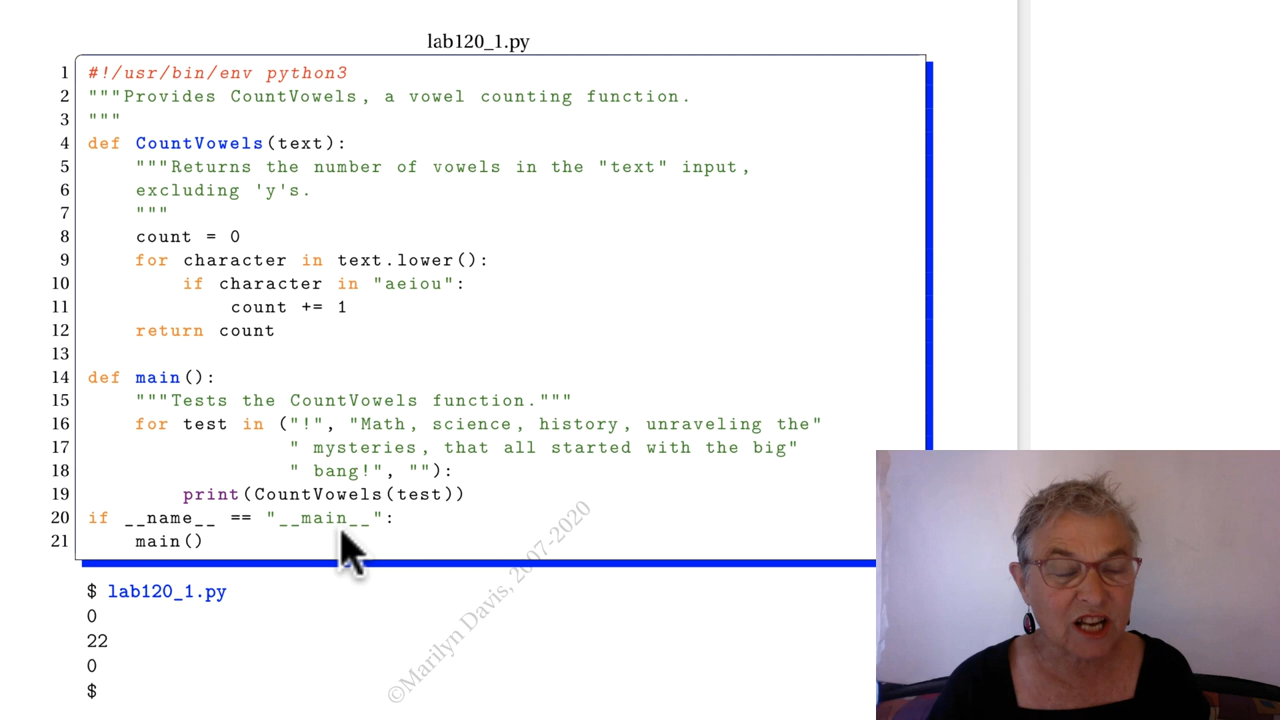 lab120_1.py
1 #!/usr/bin/env python3
2 """Provides CountVowels, a vowel counting function.
3 """
4 def CountVowels(text):
5     """Returns the number of vowels in the "text" input,
6     excluding 'y's.
7     """
8     count = 0
9     for character in text.lower():
10         if character in "aeiou":
11             count += 1
12     return count
13
14 def main():
15     """Tests the CountVowels function."""
16     for test in ("!", "Math, science, history, unraveling the"
17                  " mysteries, that all started with the big"
18                  " bang!", ""):
19         print(CountVowels(test))
20 if __name__ == "__main__":
21     main()
$ lab120_1.py
0
22
0
$
©Marilyn Davis, 2007-2020